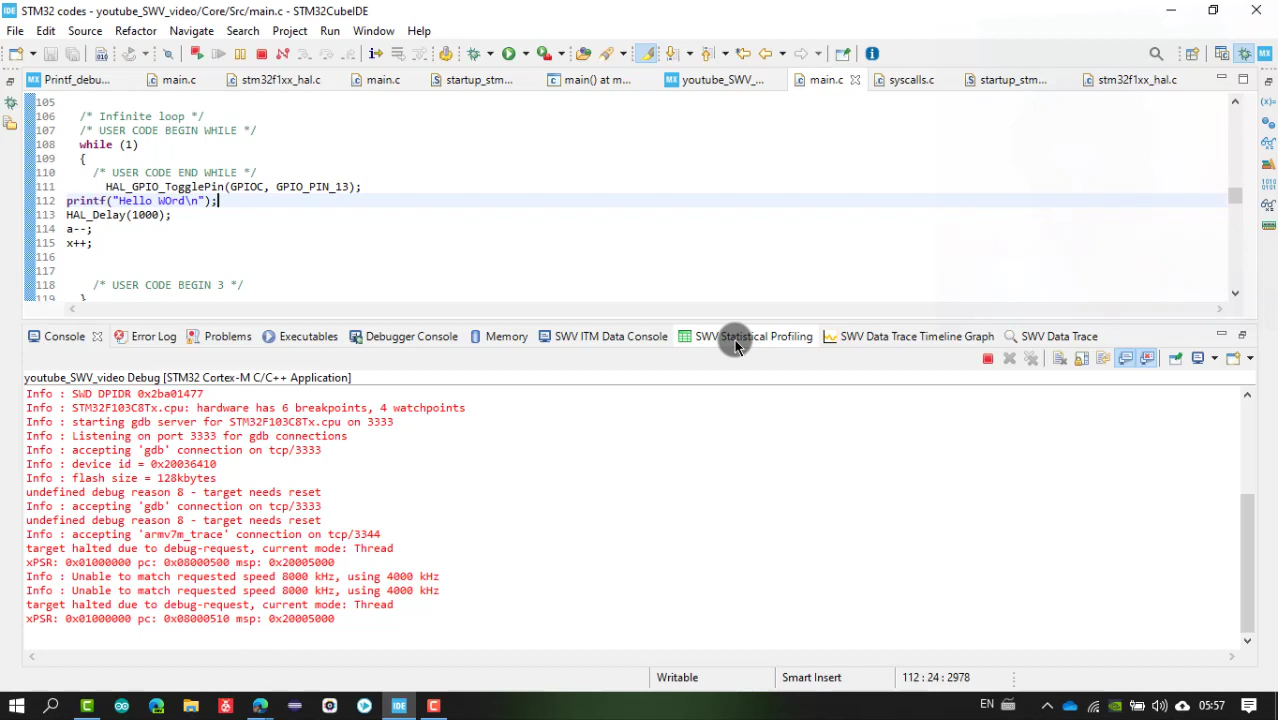 STM32 codes - youtube_SWV_video/Core/Src/main.c - STM32CubeIDE
File Edit Source Refactor Navigate Search Project Run Window Help
Printf_debu... main.c stm32f1xx_hal.c main.c startup_stm... main() at m... youtube_SWV_... main.c syscalls.c startup_stm... stm32f1xx_hal.c
105
106 /* Infinite loop */
107 /* USER CODE BEGIN WHILE */
108 while (1)
109 {
110 /* USER CODE END WHILE */
111 HAL_GPIO_TogglePin(GPIOC, GPIO_PIN_13);
112 printf("Hello WOrd\n");
113 HAL_Delay(1000);
114 a--;
115 x++;
116
117
118 /* USER CODE BEGIN 3 */
119 }
Console Error Log Problems Executables Debugger Console Memory SWV ITM Data Console SWV Statistical Profiling SWV Data Trace Timeline Graph SWV Data Trace
youtube_SWV_video Debug [STM32 Cortex-M C/C++ Application]
Info : SWD DPIDR 0x2ba01477
Info : STM32F103C8Tx.cpu: hardware has 6 breakpoints, 4 watchpoints
Info : starting gdb server for STM32F103C8Tx.cpu on 3333
Info : Listening on port 3333 for gdb connections
Info : accepting 'gdb' connection on tcp/3333
Info : device id = 0x20036410
Info : flash size = 128kbytes
undefined debug reason 8 - target needs reset
Info : accepting 'gdb' connection on tcp/3333
undefined debug reason 8 - target needs reset
Info : accepting 'armv7m_trace' connection on tcp/3344
target halted due to debug-request, current mode: Thread
xPSR: 0x01000000 pc: 0x08000500 msp: 0x20005000
Info : Unable to match requested speed 8000 kHz, using 4000 kHz
Info : Unable to match requested speed 8000 kHz, using 4000 kHz
target halted due to debug-request, current mode: Thread
xPSR: 0x01000000 pc: 0x08000510 msp: 0x20005000
Writable Smart Insert 112 : 24 : 2978
EN 05:57